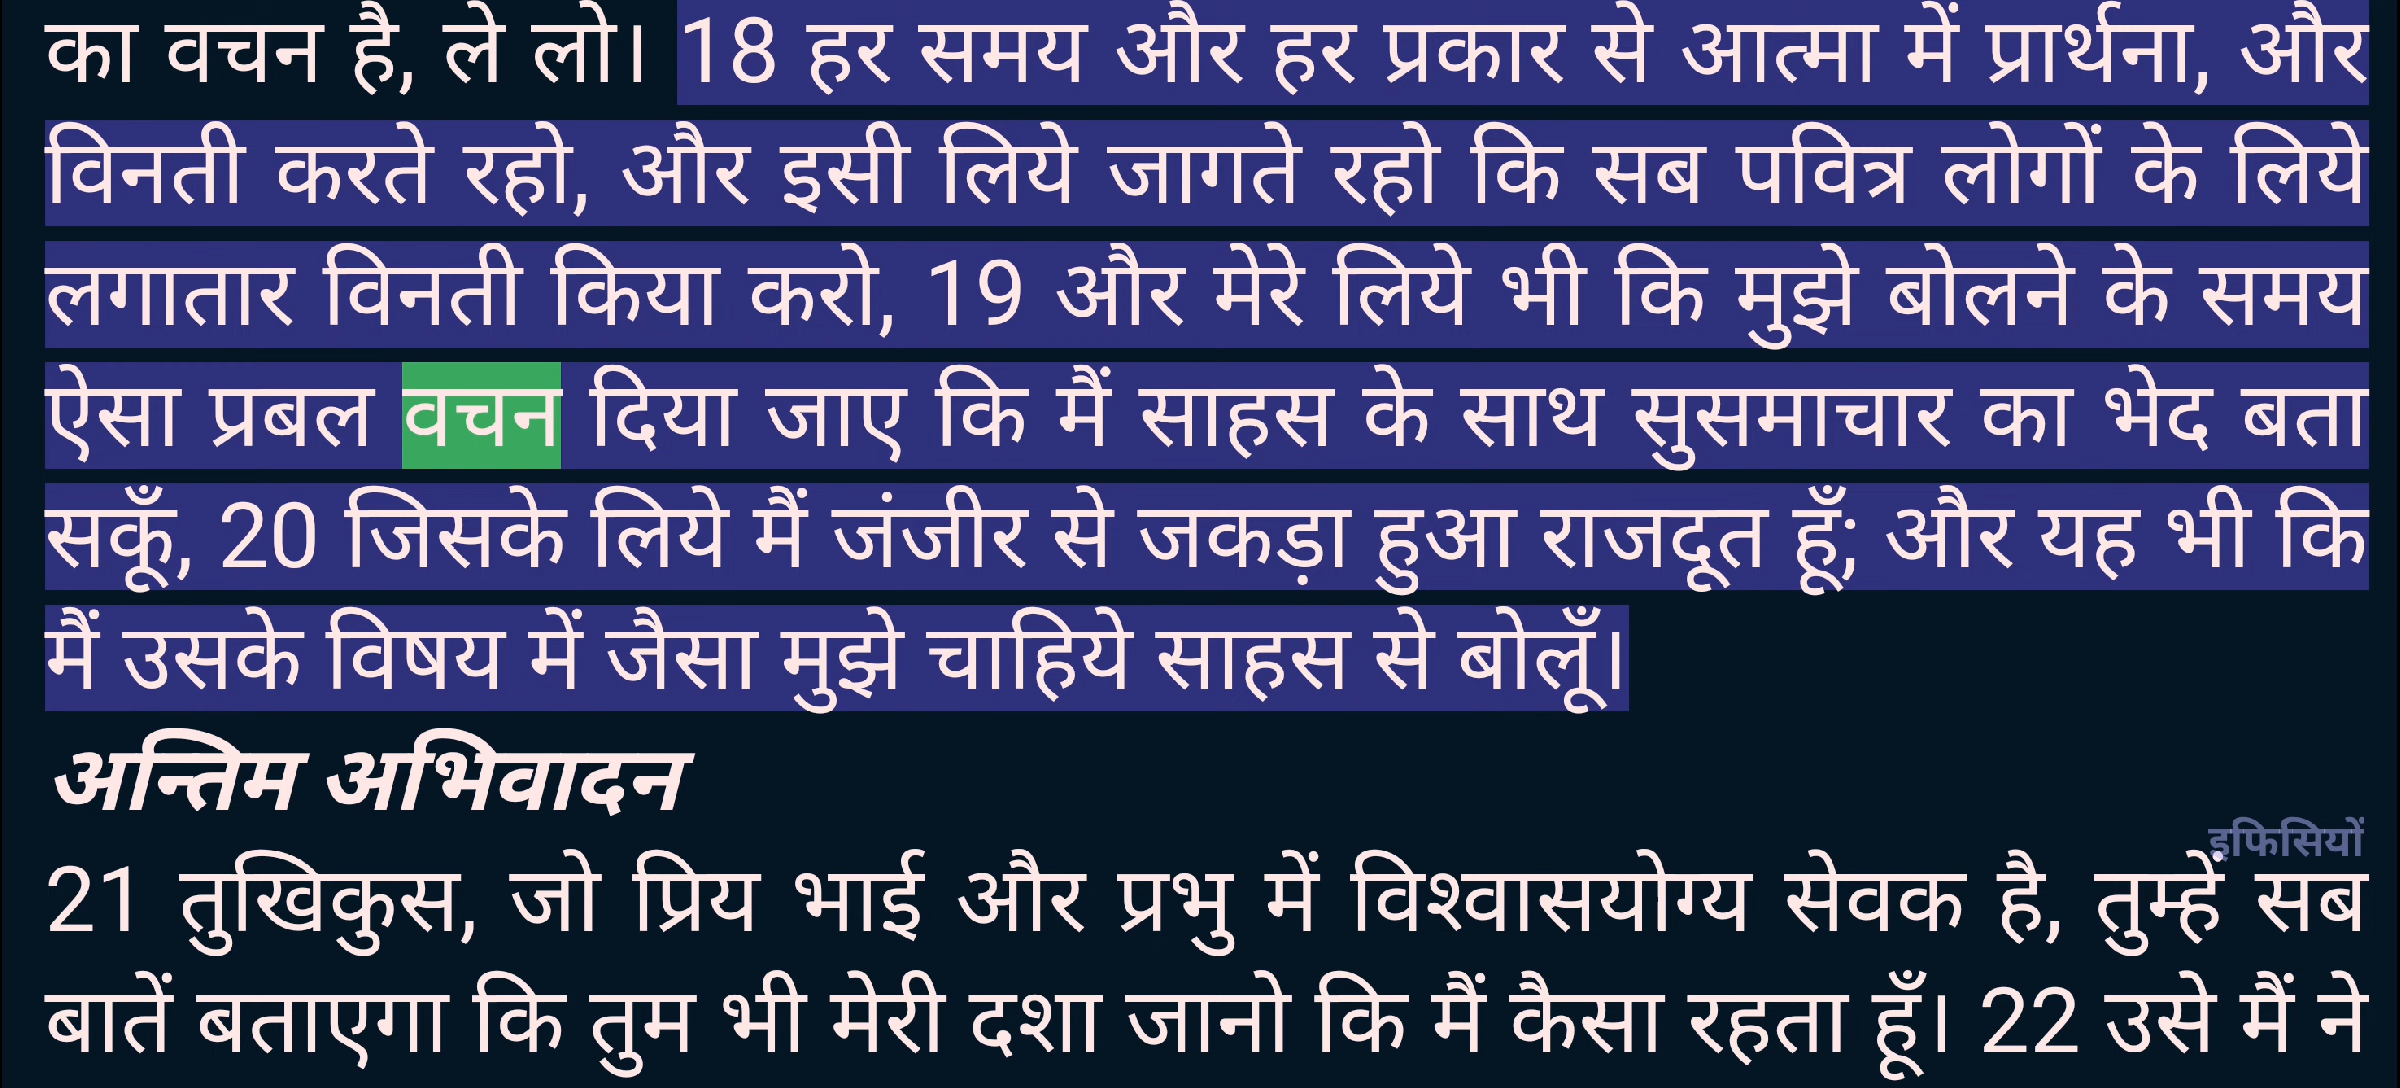 का वचन है, ले लो। 18 हर समय और हर प्रकार से आत्मा में प्रार्थना, और
विनती करते रहो, और इसी लिये जागते रहो कि सब पवित्र लोगों के लिये
लगातार विनती किया करो, 19 और मेरे लिये भी कि मुझे बोलने के समय
ऐसा प्रबल वचन दिया जाए कि मैं साहस के साथ सुसमाचार का भेद बता
सकूँ, 20 जिसके लिये मैं जंजीर से जकड़ा हुआ राजदूत हूँ; और यह भी कि
मैं उसके विषय में जैसा मुझे चाहिये साहस से बोलूँ।
अन्तिम अभिवादन
इफिसियों
21 तुखिकुस, जो प्रिय भाई और प्रभु में विश्वासयोग्य सेवक है, तुम्हें सब
बातें बताएगा कि तुम भी मेरी दशा जानो कि मैं कैसा रहता हूँ। 22 उसे मैं ने